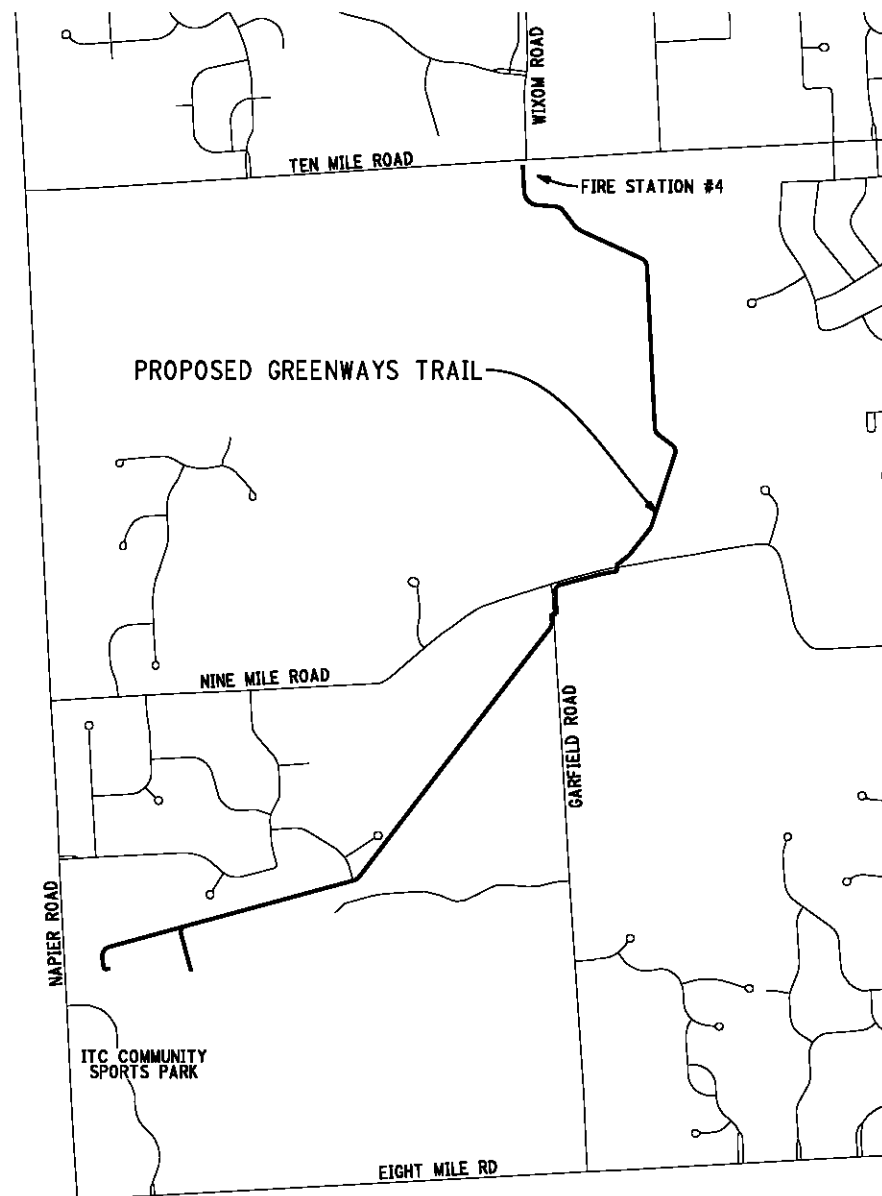 WIXOM ROAD
TEN MILE ROAD
FIRE STATION #4
PROPOSED GREENWAYS TRAIL
NINE MILE ROAD
GARFIELD ROAD
NAPIER ROAD
ITC COMMUNITY
SPORTS PARK
EIGHT MILE RD